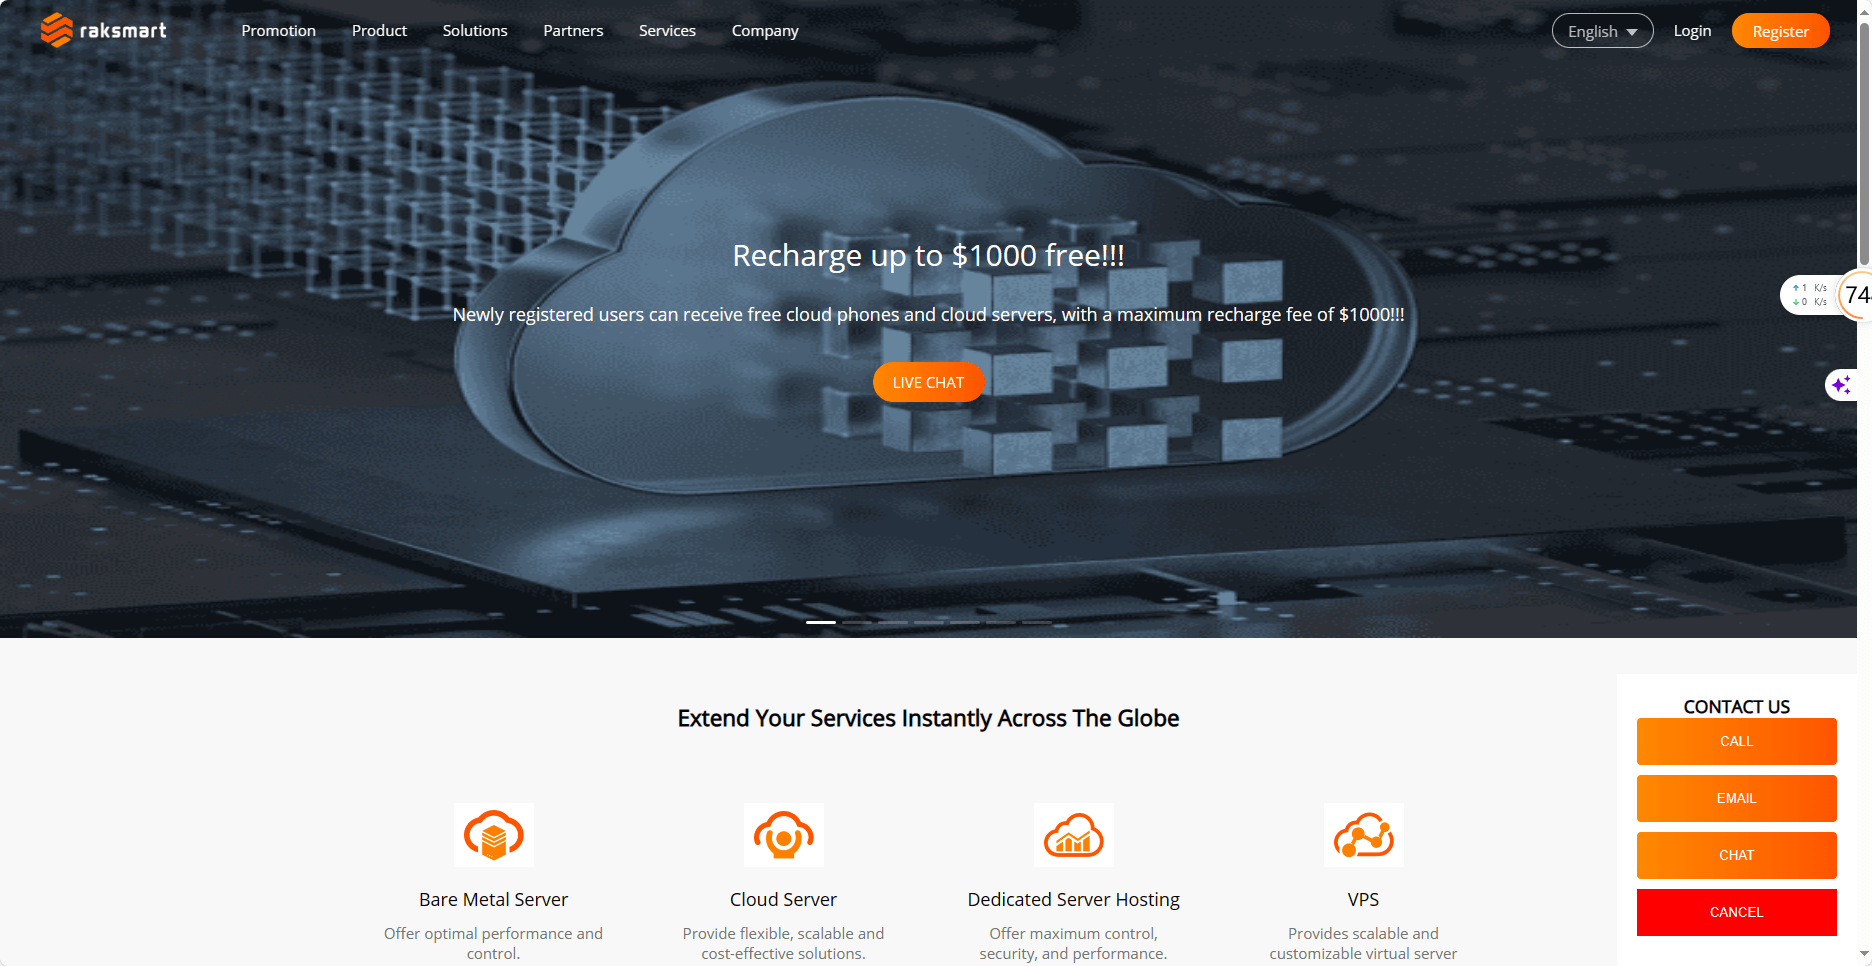 raksmart
Promotion
Product
Solutions
Partners
Services
Company
English
Login
Register
Recharge up to $1000 free!!!
Newly registered users can receive free cloud phones and cloud servers, with a maximum recharge fee of $1000!!!
LIVE CHAT
1 K/s
0 K/s
74
Extend Your Services Instantly Across The Globe
Bare Metal Server
Offer optimal performance and
control.
Cloud Server
Provide flexible, scalable and
cost-effective solutions.
Dedicated Server Hosting
Offer maximum control,
security, and performance.
VPS
Provides scalable and
customizable virtual server
CONTACT US
CALL
EMAIL
CHAT
CANCEL